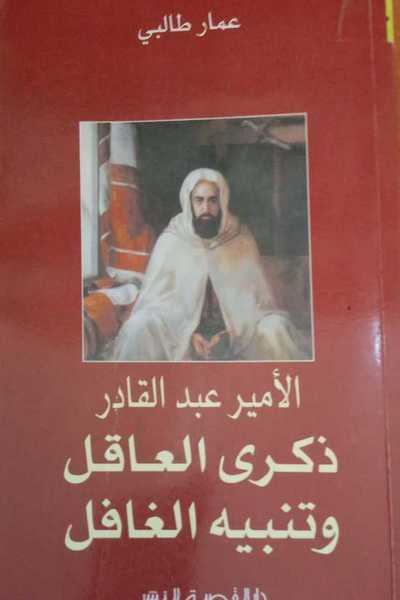 عمار طالبي
الأمير عبد القادر
ذكرى العاقل
وتنبيه الغافل